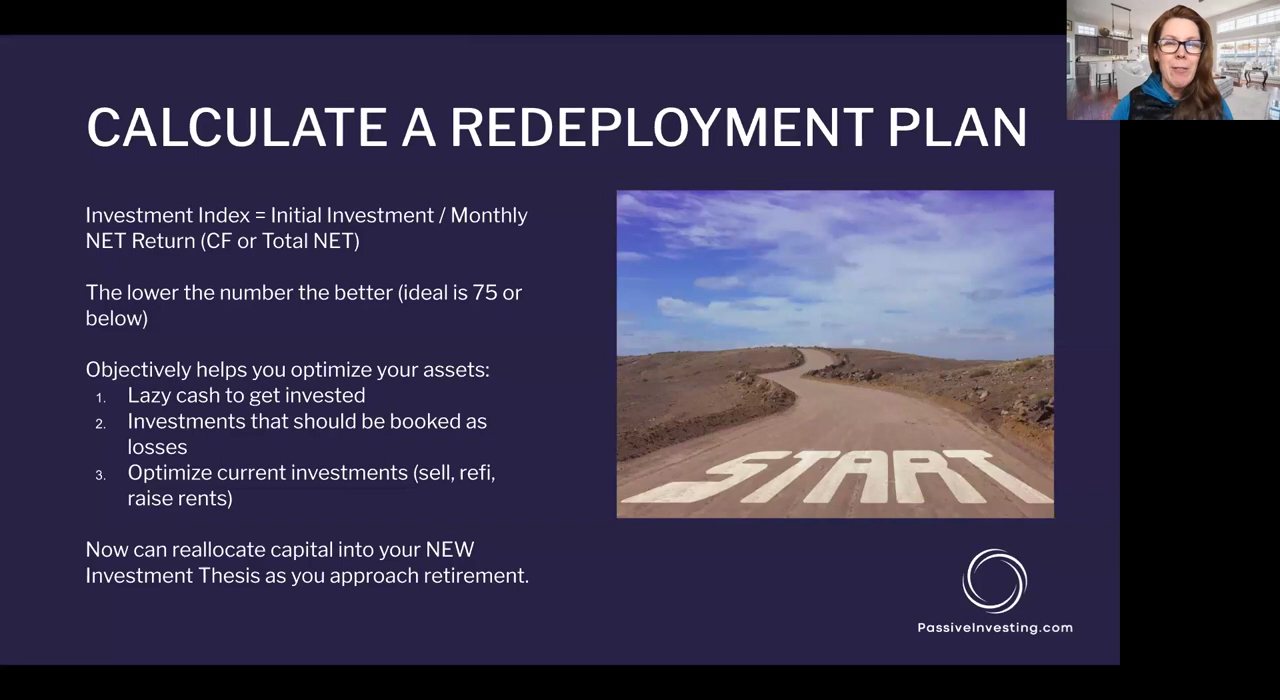 CALCULATE A REDEPLOYMENT PLAN
Investment Index = Initial Investment / Monthly
NET Return (CF or Total NET)
The lower the number the better (ideal is 75 or
below)
Objectively helps you optimize your assets:
1. Lazy cash to get invested
2. Investments that should be booked as
losses
3. Optimize current investments (sell, refi,
raise rents)
Now can reallocate capital into your NEW
Investment Thesis as you approach retirement.
START
PassiveInvesting.com